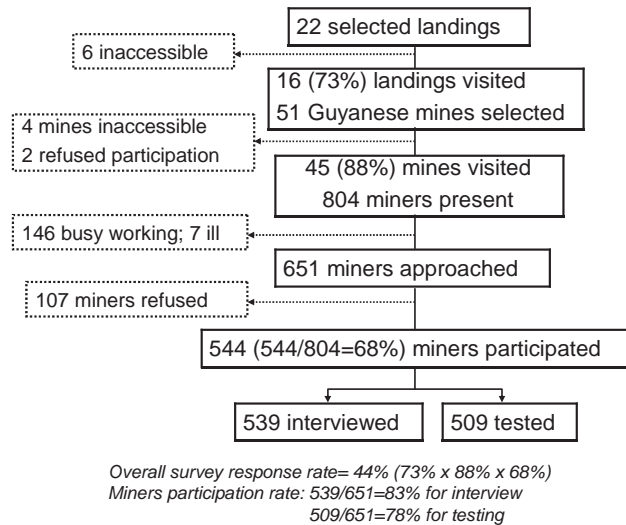 22 selected landings
6 inaccessible
16 (73%) landings visited
51 Guyanese mines selected
4 mines inaccessible
2 refused participation
45 (88%) mines visited
804 miners present
146 busy working; 7 ill
651 miners approached
107 miners refused
544 (544/804=68%) miners participated
539 interviewed
509 tested
Overall survey response rate= 44% (73% x 88% x 68%)
Miners participation rate: 539/651=83% for interview
509/651=78% for testing